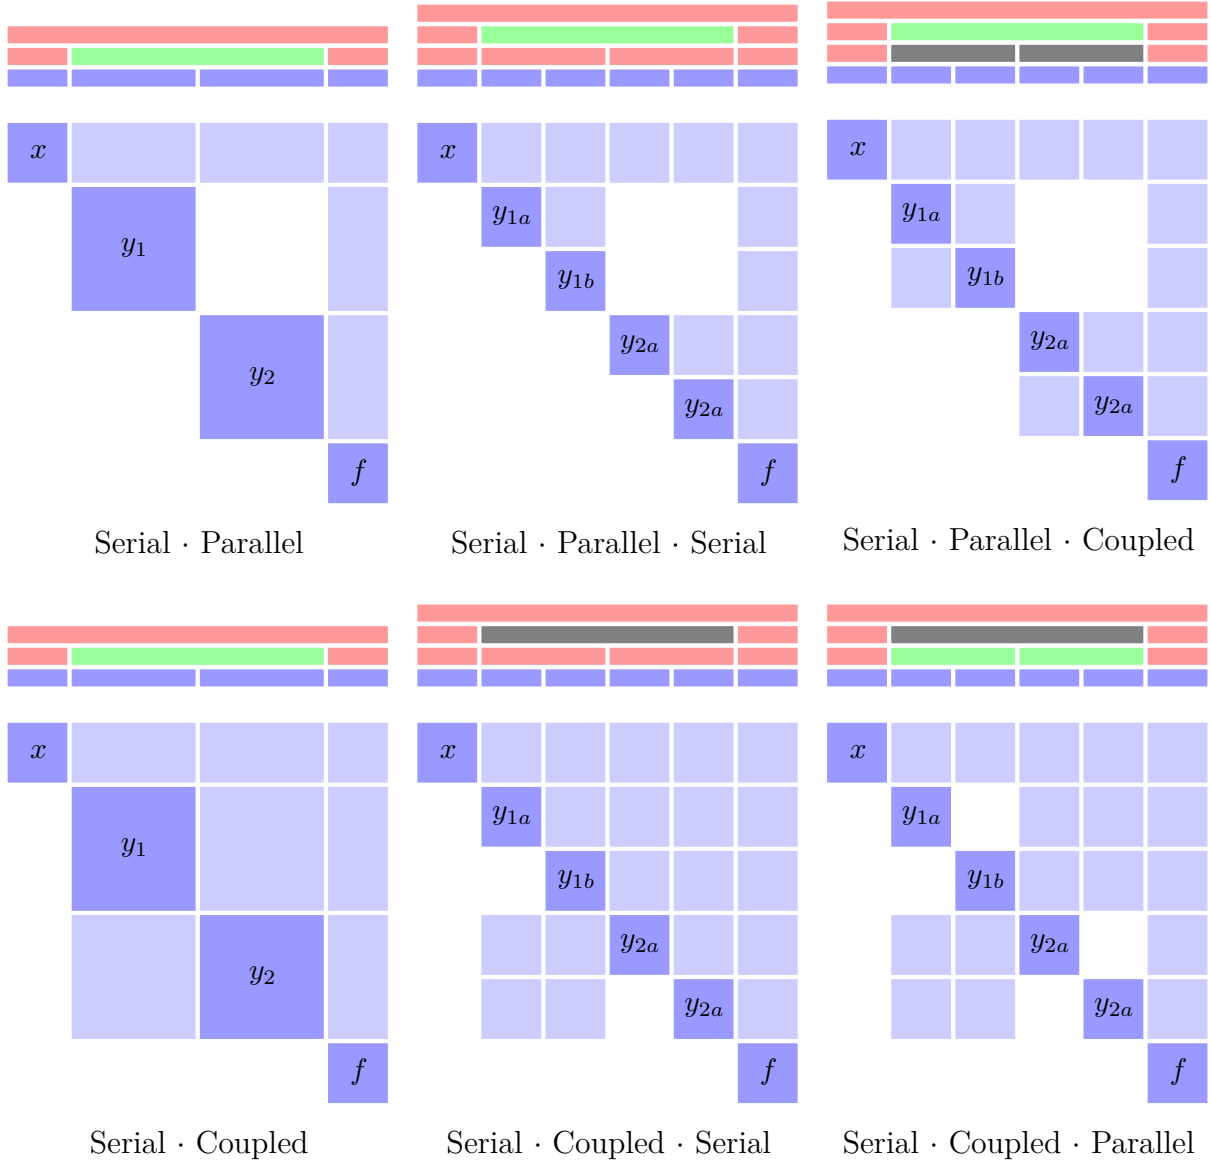 x
y1
y2
f
Serial · Parallel
x
y1a
y1b
y2a
y2a
f
Serial · Parallel · Serial
x
y1a
y1b
y2a
y2a
f
Serial · Parallel · Coupled
x
y1
y2
f
Serial · Coupled
x
y1a
y1b
y2a
y2a
f
Serial · Coupled · Serial
x
y1a
y1b
y2a
y2a
f
Serial · Coupled · Parallel